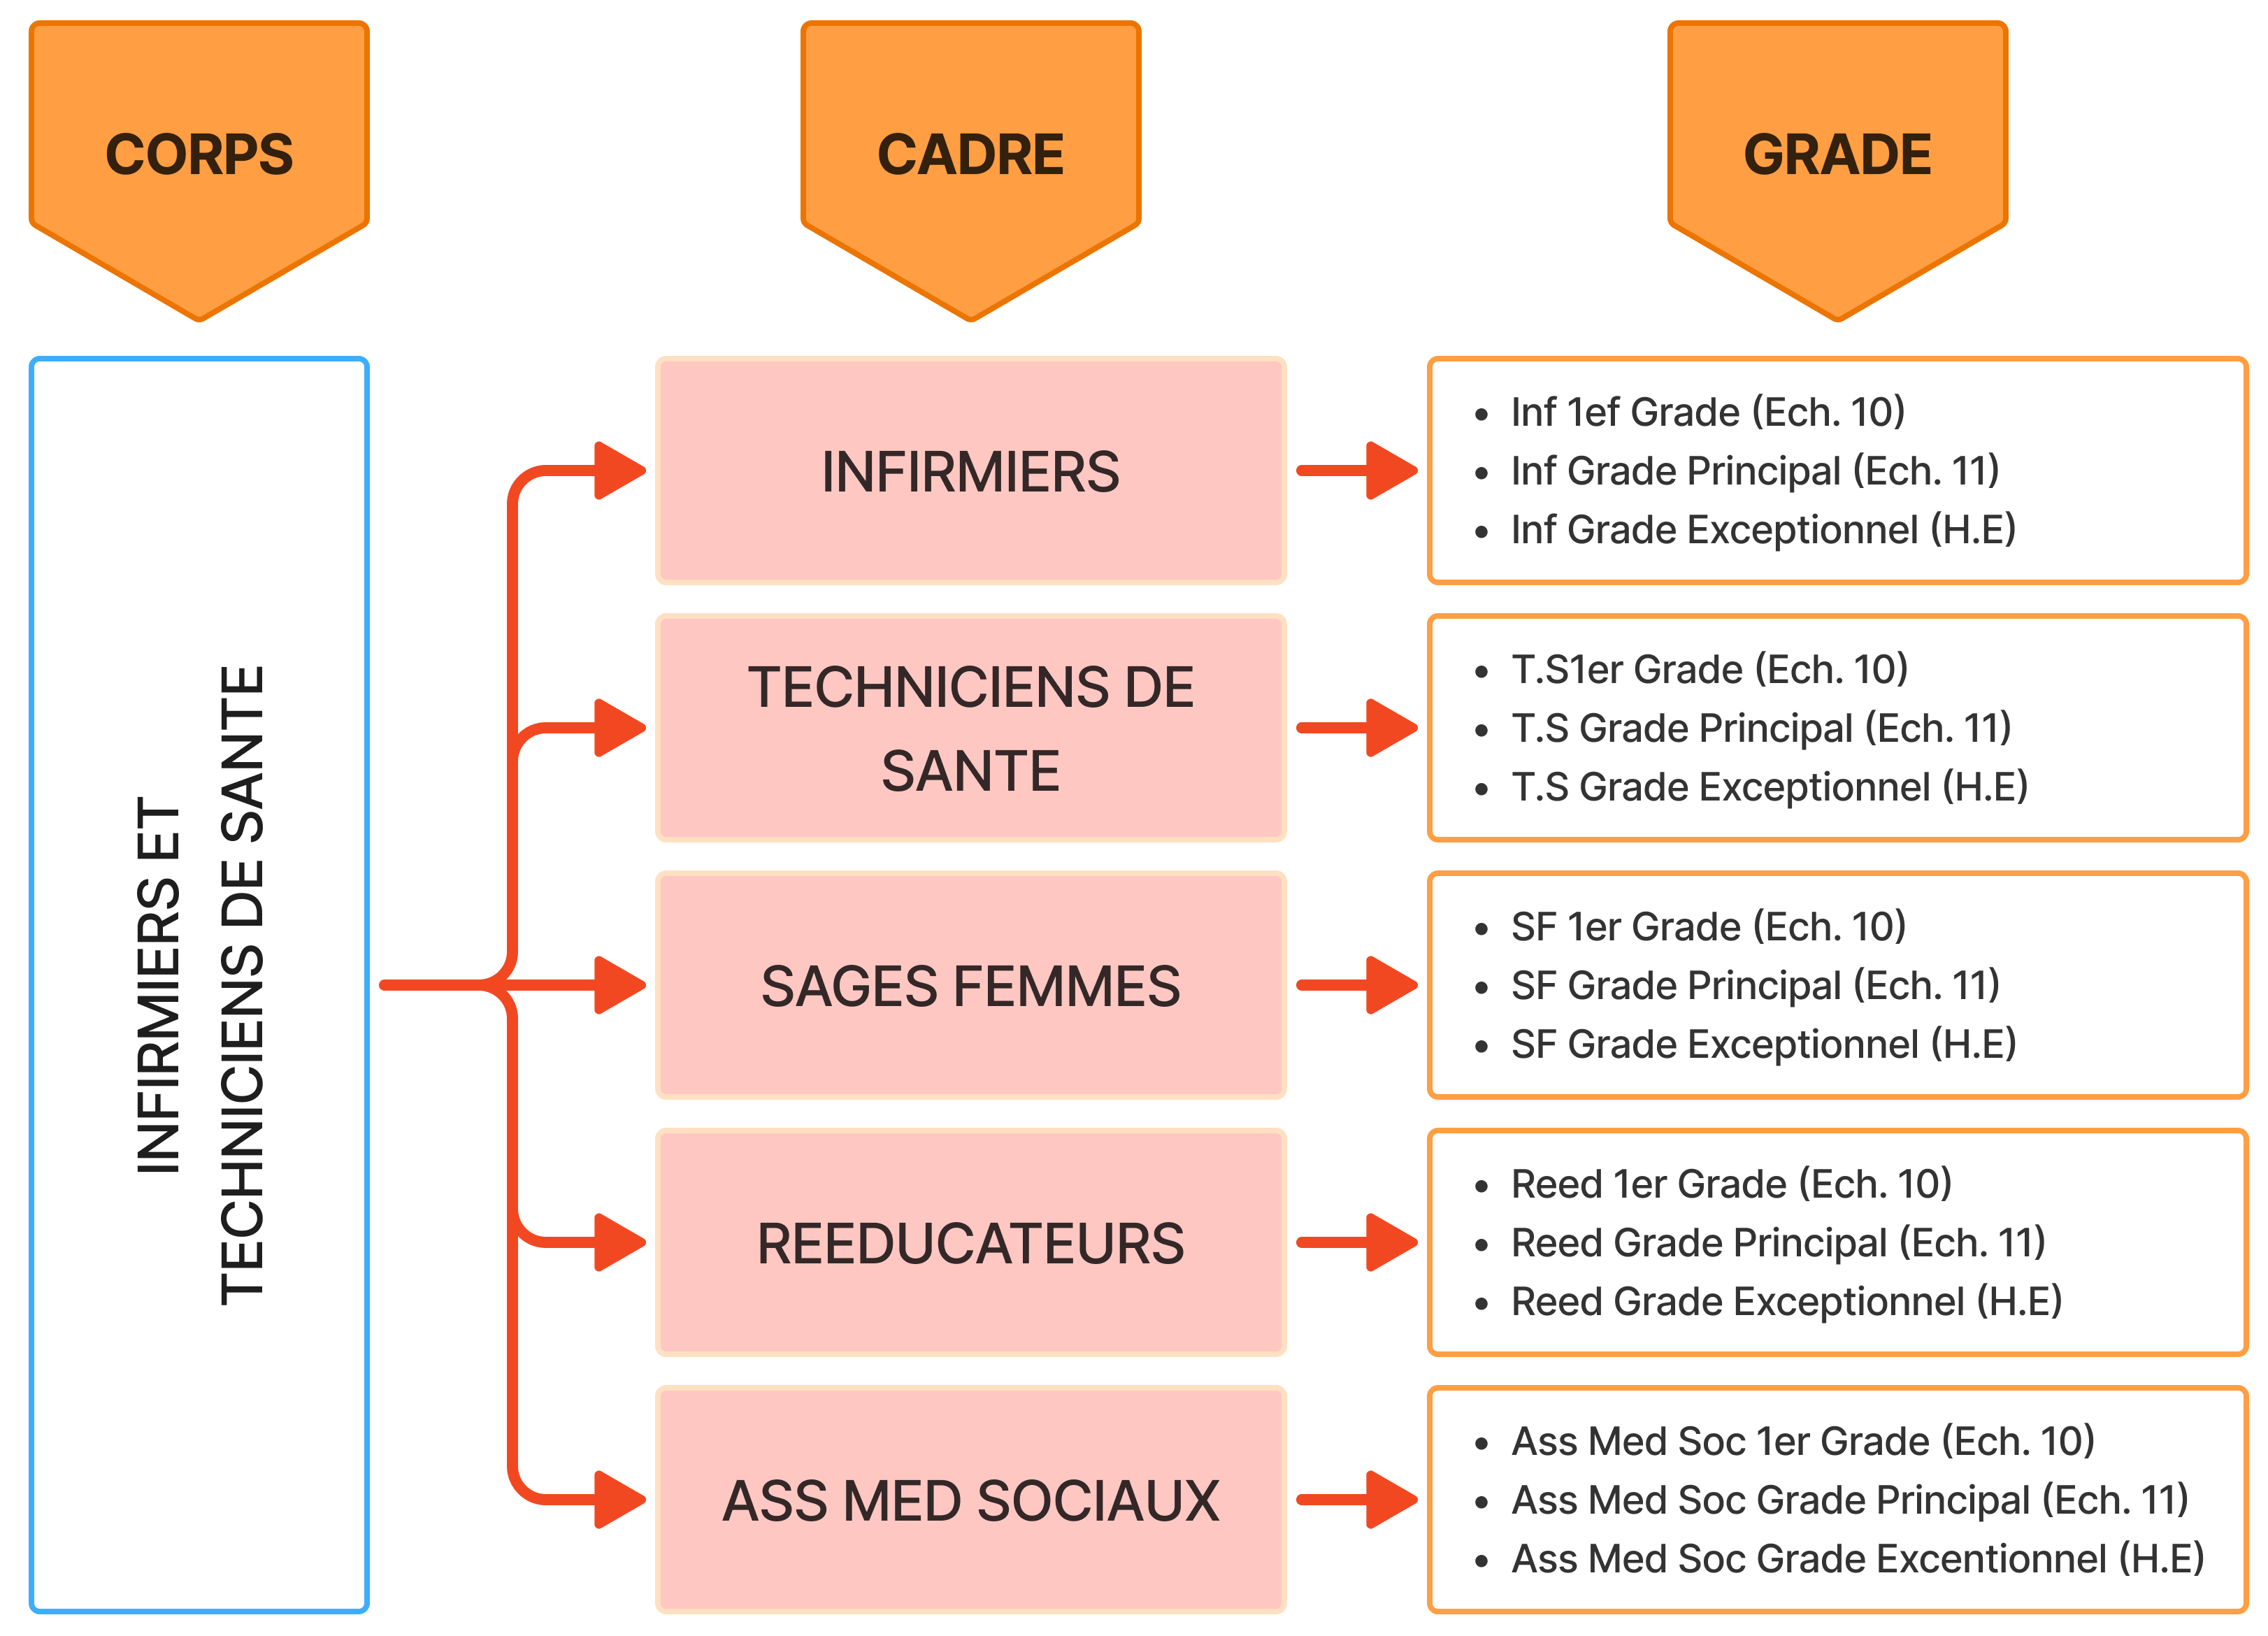 CORPS
CADRE
GRADE
INFIRMIERS ET
TECHNICIENS DE SANTE
INFIRMIERS
• Inf 1ef Grade (Ech. 10)
• Inf Grade Principal (Ech. 11)
• Inf Grade Exceptionnel (H.E)
TECHNICIENS DE
SANTE
• T.S1er Grade (Ech. 10)
• T.S Grade Principal (Ech. 11)
• T.S Grade Exceptionnel (H.E)
SAGES FEMMES
• SF 1er Grade (Ech. 10)
• SF Grade Principal (Ech. 11)
• SF Grade Exceptionnel (H.E)
REEDUCATEURS
• Reed 1er Grade (Ech. 10)
• Reed Grade Principal (Ech. 11)
• Reed Grade Exceptionnel (H.E)
ASS MED SOCIAUX
• Ass Med Soc 1er Grade (Ech. 10)
• Ass Med Soc Grade Principal (Ech. 11)
• Ass Med Soc Grade Excentionnel (H.E)